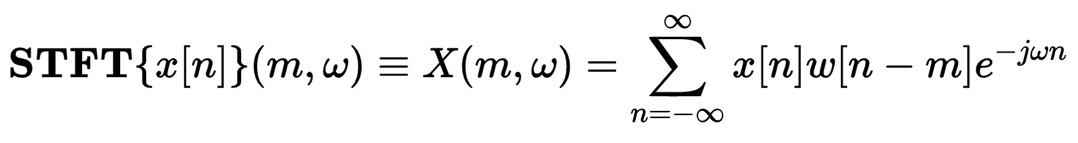 STFT{x[n]}(m, ω) ≡ X(m, ω) = ∑_{n=−∞}^{∞} x[n]w[n − m]e^{−jωn}